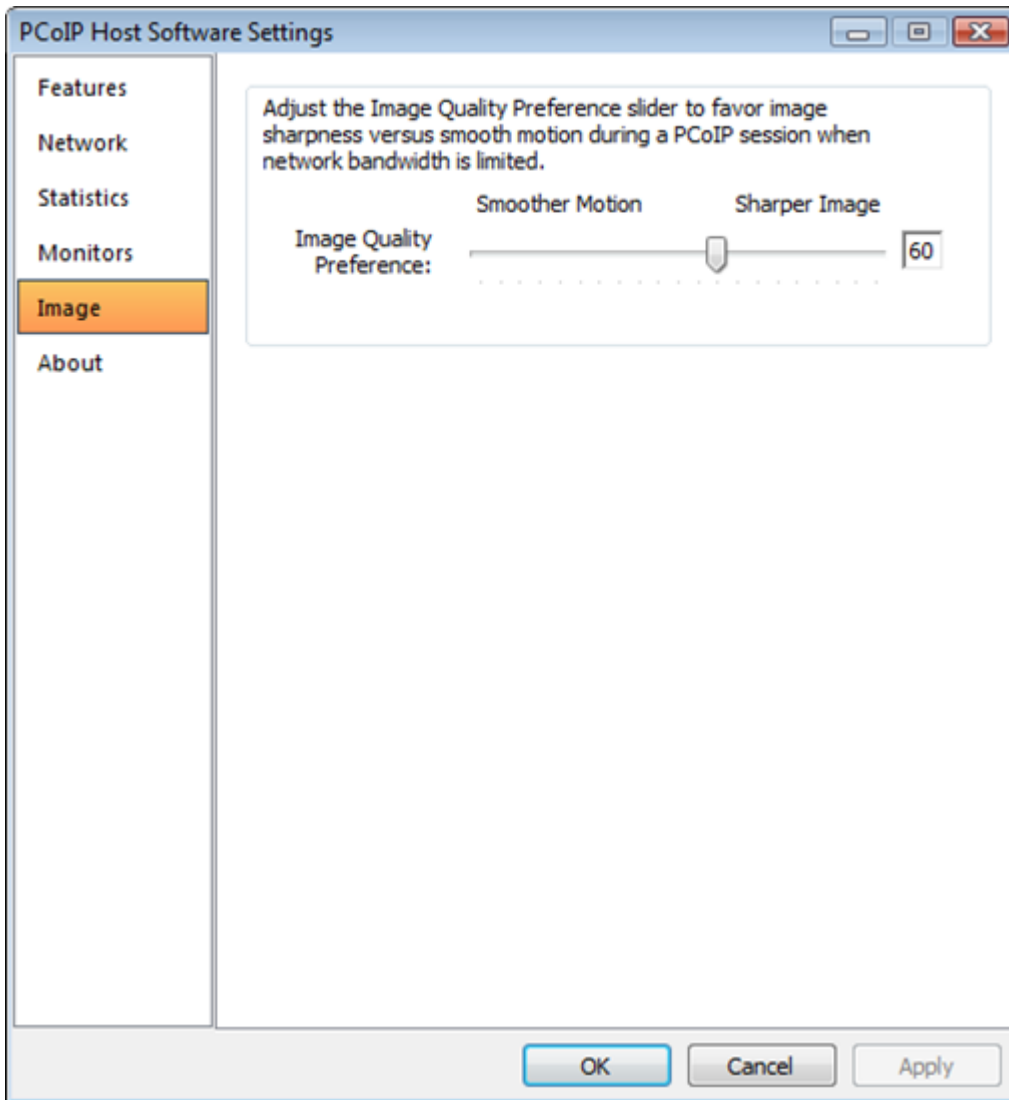 PCoIP Host Software Settings
Features
Network
Statistics
Monitors
Image
About
Adjust the Image Quality Preference slider to favor image
sharpness versus smooth motion during a PCoIP session when
network bandwidth is limited.
Smoother Motion Sharper Image
Image Quality
Preference:
60
OK Cancel Apply